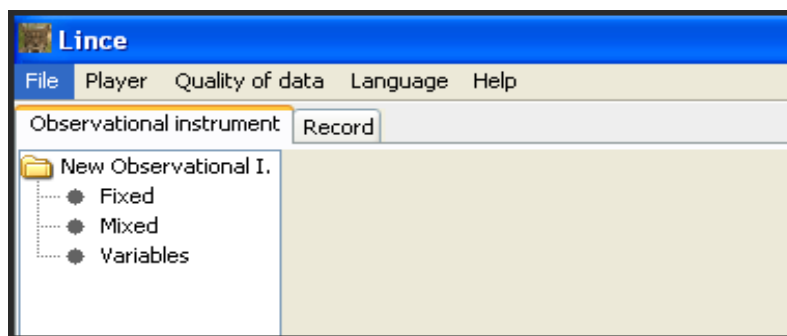 Lince
File Player Quality of data Language Help
Observational instrument Record
New Observational I.
Fixed
Mixed
Variables